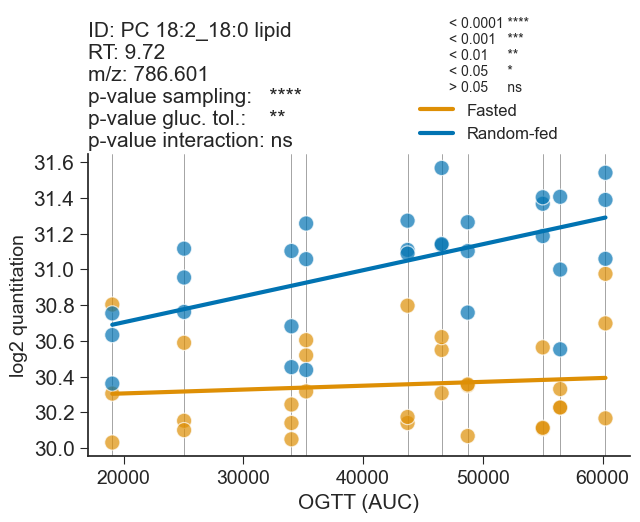 ID: PC 18:2_18:0 lipid
RT: 9.72
m/z: 786.601
p-value sampling: ****
p-value gluc. tol.: **
p-value interaction: ns
< 0.0001 ****
< 0.001 ***
< 0.01 **
< 0.05 *
> 0.05 ns
Fasted
Random-fed
31.6
31.4
31.2
31.0
30.8
30.6
30.4
30.2
30.0
log2 quantitation
20000 30000 40000 50000 60000
OGTT (AUC)